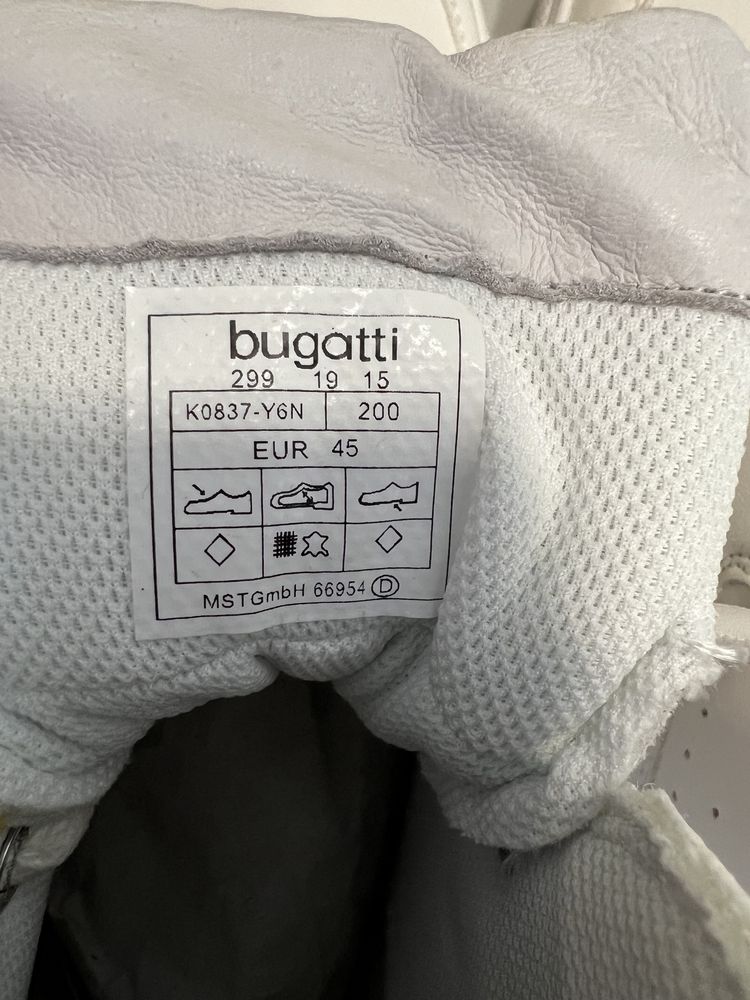 bugatti
299 19 15
K0837-Y6N 200
EUR 45
MSTGmbH 66954 D